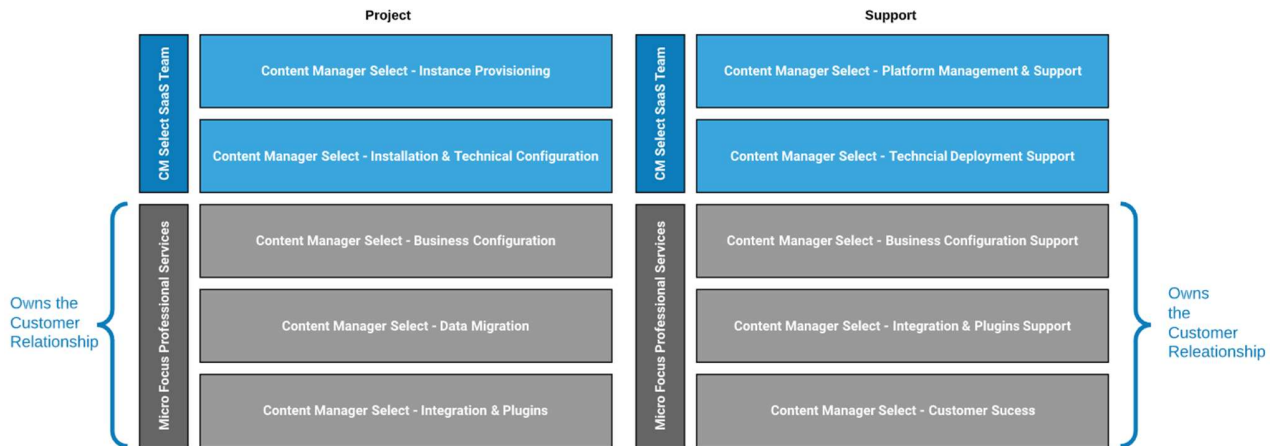 Project
Support
CM Select SaaS Team
Content Manager Select - Instance Provisioning
Content Manager Select - Installation & Technical Configuration
CM Select SaaS Team
Content Manager Select - Platform Management & Support
Content Manager Select - Techncial Deployment Support
Owns the
Customer
Relationship
Micro Focus Professional Services
Content Manager Select - Business Configuration
Content Manager Select - Data Migration
Content Manager Select - Integration & Plugins
Micro Focus Professional Services
Content Manager Select - Business Configuration Support
Content Manager Select - Integration & Plugins Support
Content Manager Select - Customer Sucess
Owns
the
Customer
Releationship